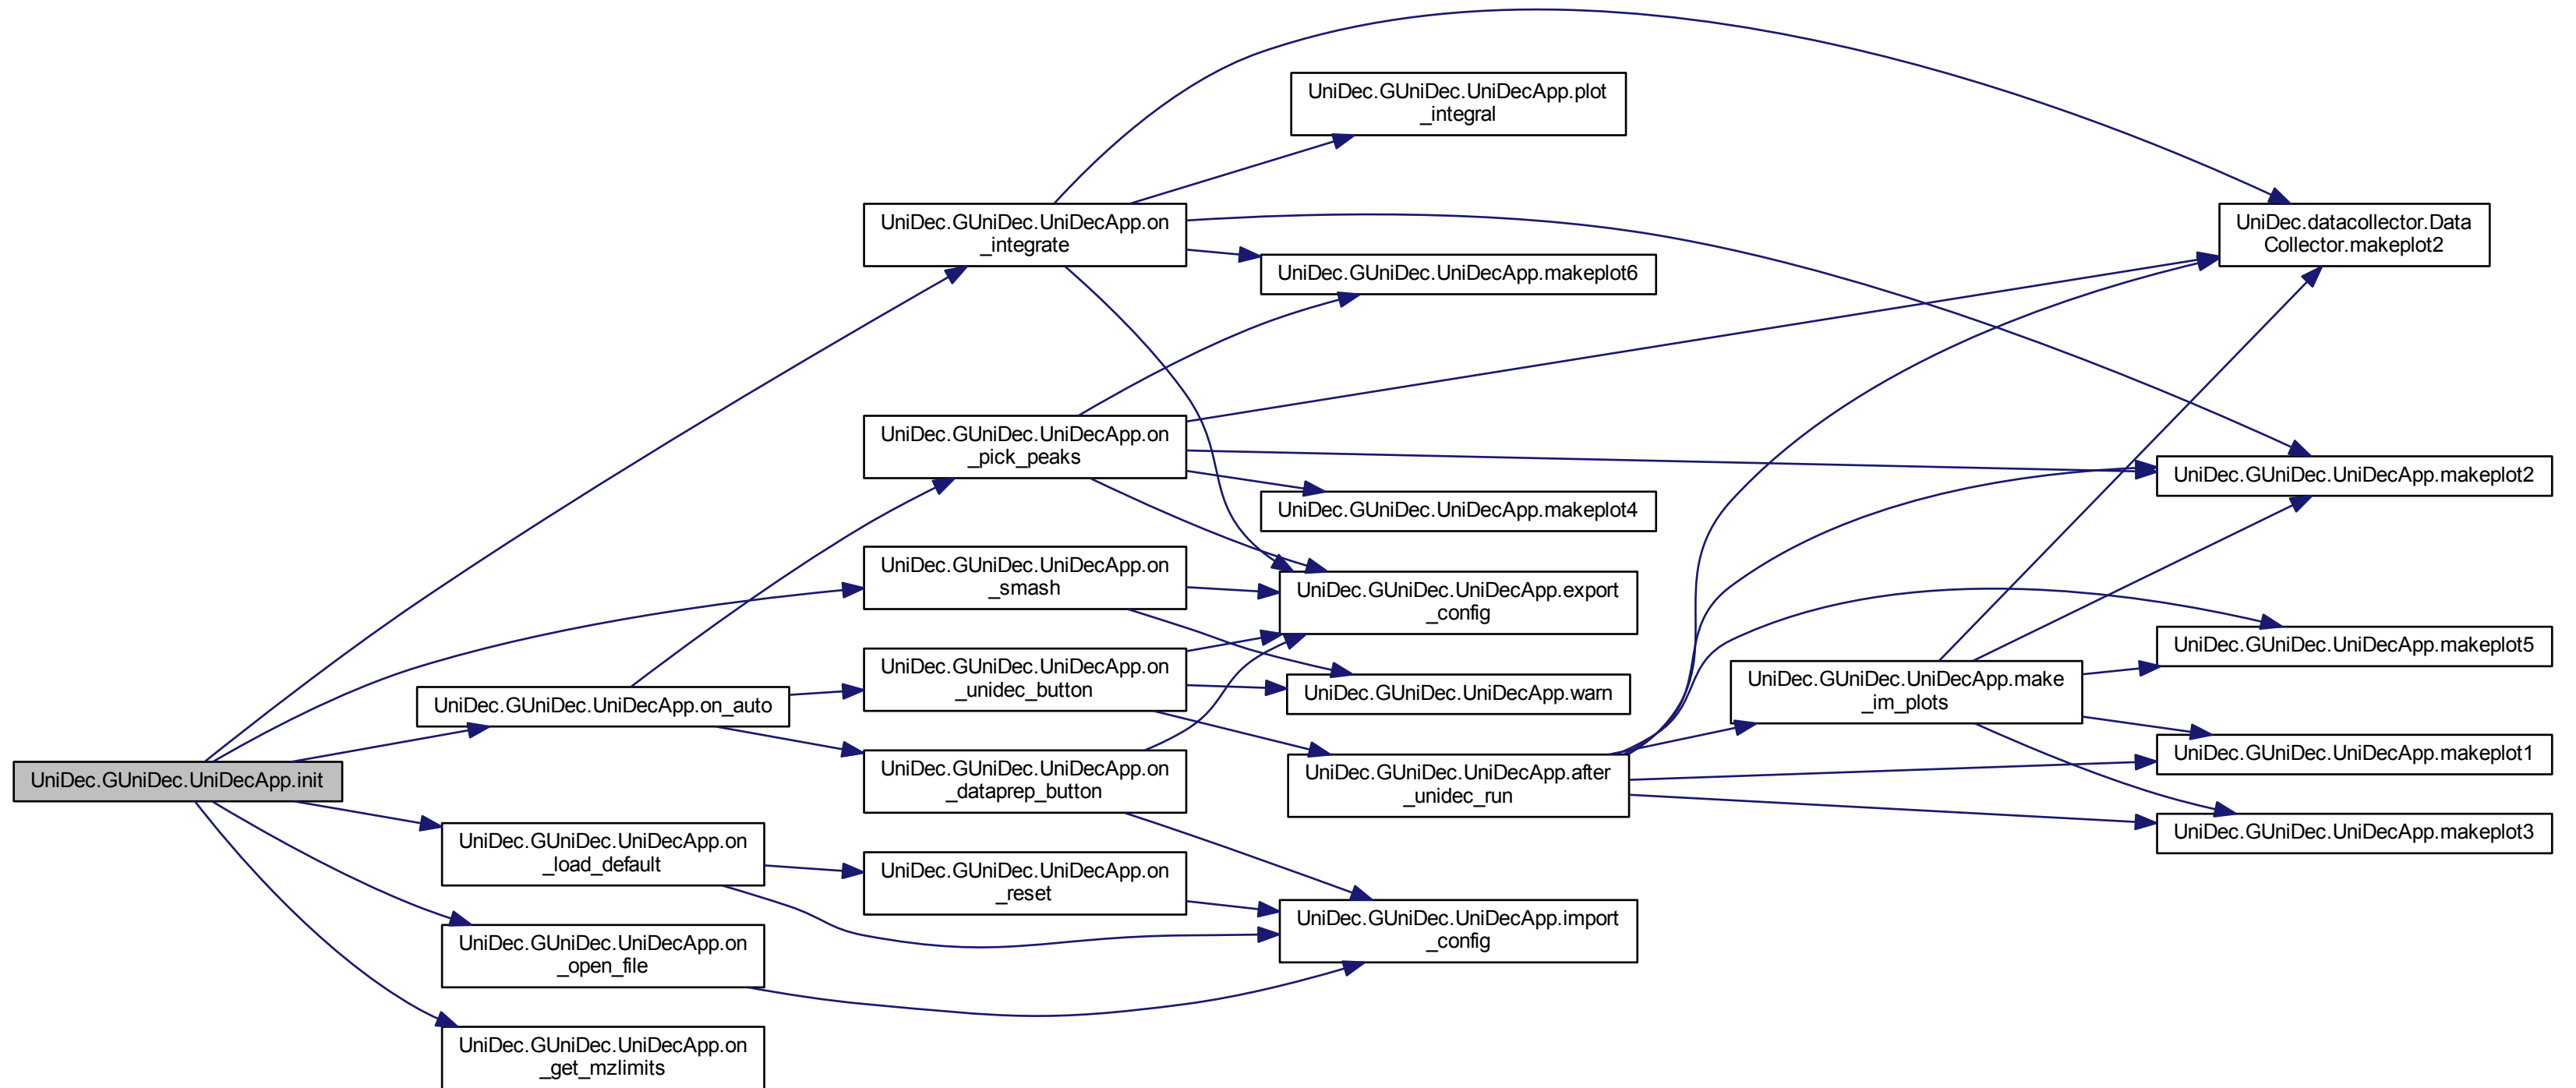 UniDec.GUniDec.UniDecApp.init
UniDec.GUniDec.UniDecApp.on_auto
UniDec.GUniDec.UniDecApp.on
_load_default
UniDec.GUniDec.UniDecApp.on
_open_file
UniDec.GUniDec.UniDecApp.on
_get_mzlimits
UniDec.GUniDec.UniDecApp.on
_integrate
UniDec.GUniDec.UniDecApp.on
_pick_peaks
UniDec.GUniDec.UniDecApp.on
_smash
UniDec.GUniDec.UniDecApp.on
_unidec_button
UniDec.GUniDec.UniDecApp.on
_dataprep_button
UniDec.GUniDec.UniDecApp.on
_reset
UniDec.GUniDec.UniDecApp.plot
_integral
UniDec.GUniDec.UniDecApp.makeplot6
UniDec.GUniDec.UniDecApp.makeplot4
UniDec.GUniDec.UniDecApp.export
_config
UniDec.GUniDec.UniDecApp.warn
UniDec.GUniDec.UniDecApp.after
_unidec_run
UniDec.GUniDec.UniDecApp.import
_config
UniDec.GUniDec.UniDecApp.make
_im_plots
UniDec.datacollector.Data
Collector.makeplot2
UniDec.GUniDec.UniDecApp.makeplot2
UniDec.GUniDec.UniDecApp.makeplot5
UniDec.GUniDec.UniDecApp.makeplot1
UniDec.GUniDec.UniDecApp.makeplot3